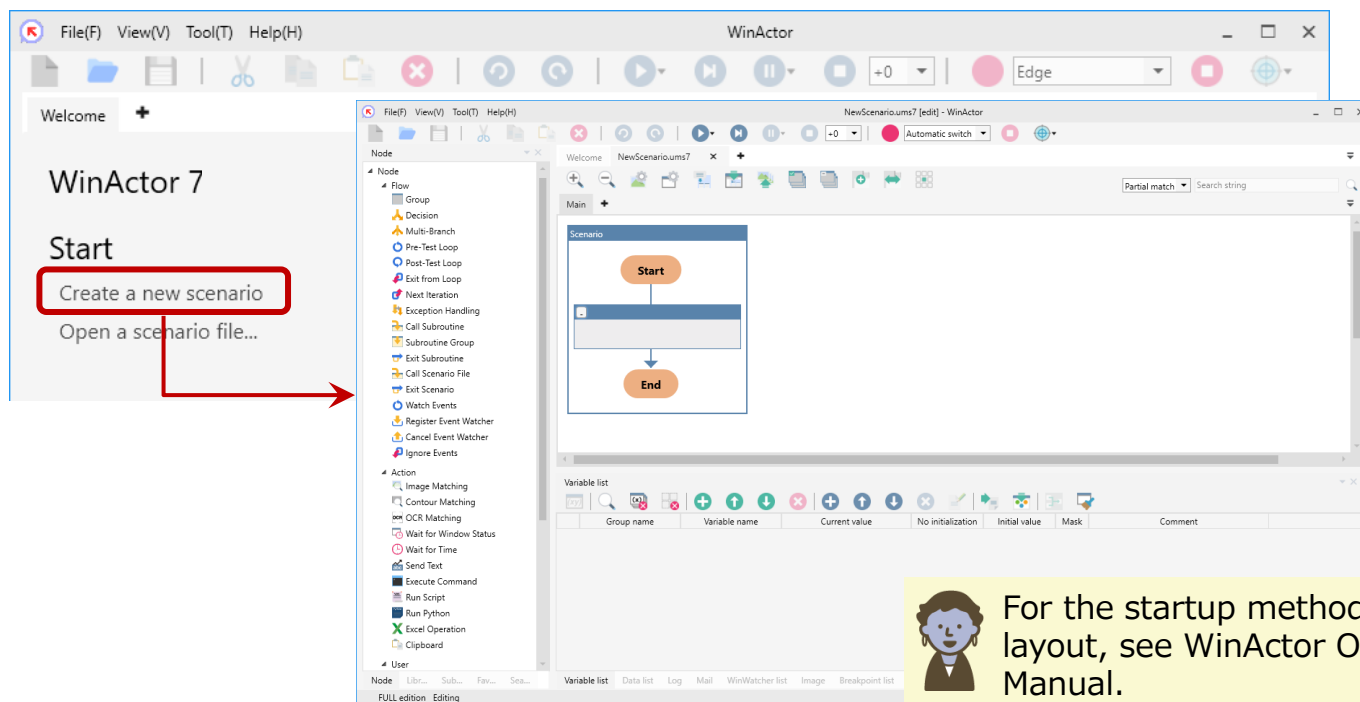 File(F) View(V) Tool(T) Help(H)
WinActor
+0
Edge
Welcome
WinActor 7
Start
Create a new scenario
Open a scenario file...
File(F) View(V) Tool(T) Help(H)
NewScenario.ums7 [edit] - WinActor
+0
Automatic switch
Node
Welcome NewScenario.ums7
Partial match
Search string
Main
Node
Flow
Group
Decision
Multi-Branch
Pre-Test Loop
Post-Test Loop
Exit from Loop
Next Iteration
Exception Handling
Call Subroutine
Subroutine Group
Exit Subroutine
Call Scenario File
Exit Scenario
Watch Events
Register Event Watcher
Cancel Event Watcher
Ignore Events
Action
Image Matching
Contour Matching
OCR Matching
Wait for Window Status
Wait for Time
Send Text
Execute Command
Run Script
Run Python
Excel Operation
Clipboard
User
Node Libr... Sub... Fav... Sea...
FULL edition Editing
Scenario
Start
End
Variable list
Group name Variable name Current value No initialization Initial value Mask Comment
Variable list Data list Log Mail WinWatcher list Image Breakpoint list
For the startup method
layout, see WinActor O
Manual.